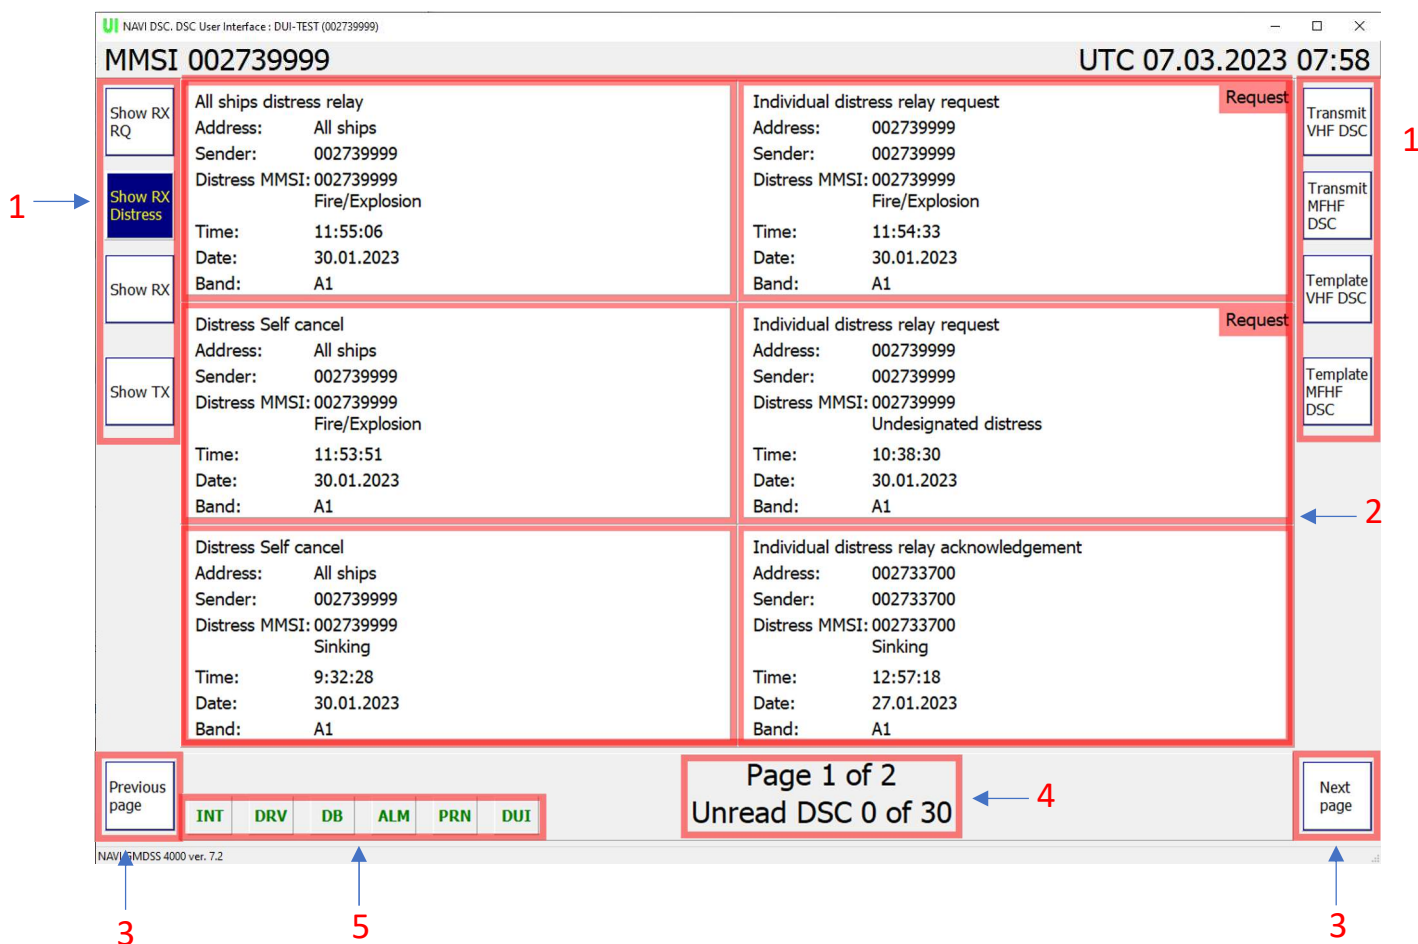 UI NAVI DSC. DSC User Interface : DUI-TEST (002739999)
MMSI 002739999
UTC 07.03.2023 07:58
Show RX
RQ
Show RX
Distress
Show RX
Show TX
1
All ships distress relay
Address: All ships
Sender: 002739999
Distress MMSI: 002739999
Fire/Explosion
Time: 11:55:06
Date: 30.01.2023
Band: A1
Individual distress relay request
Request
Address: 002739999
Sender: 002739999
Distress MMSI: 002739999
Fire/Explosion
Time: 11:54:33
Date: 30.01.2023
Band: A1
Distress Self cancel
Address: All ships
Sender: 002739999
Distress MMSI: 002739999
Fire/Explosion
Time: 11:53:51
Date: 30.01.2023
Band: A1
Individual distress relay request
Request
Address: 002739999
Sender: 002739999
Distress MMSI: 002739999
Undesignated distress
Time: 10:38:30
Date: 30.01.2023
Band: A1
Distress Self cancel
Address: All ships
Sender: 002739999
Distress MMSI: 002739999
Sinking
Time: 9:32:28
Date: 30.01.2023
Band: A1
Individual distress relay acknowledgement
Address: 002733700
Sender: 002733700
Distress MMSI: 002733700
Sinking
Time: 12:57:18
Date: 27.01.2023
Band: A1
Transmit
VHF DSC
Transmit
MFHF
DSC
Template
VHF DSC
Template
MFHF
DSC
1
2
Previous
page
INT DRV DB ALM PRN DUI
Page 1 of 2
Unread DSC 0 of 30
4
Next
page
NAVI GMDSS 4000 ver. 7.2
3
5
3